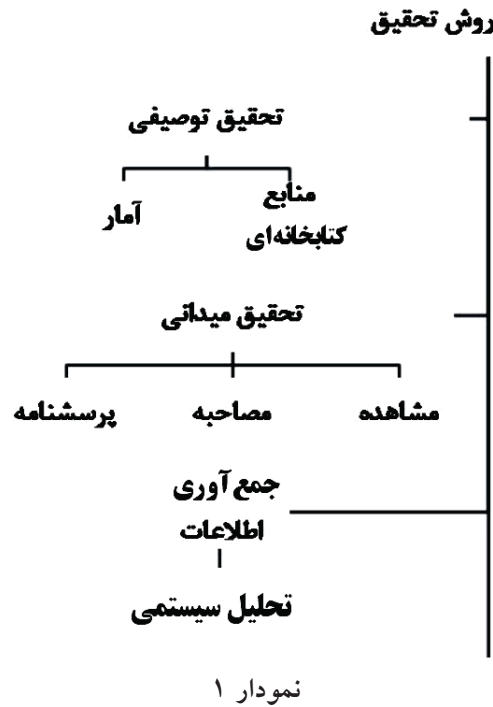 روش تحقیق
تحقیق توصیفی
منابع
کتابخانه‌ای
آمار
تحقیق میدانی
مشاهده
مصاحبه
پرسشنامه
جمع‌آوری
اطلاعات
تحلیل سیستمی
نمودار ۱